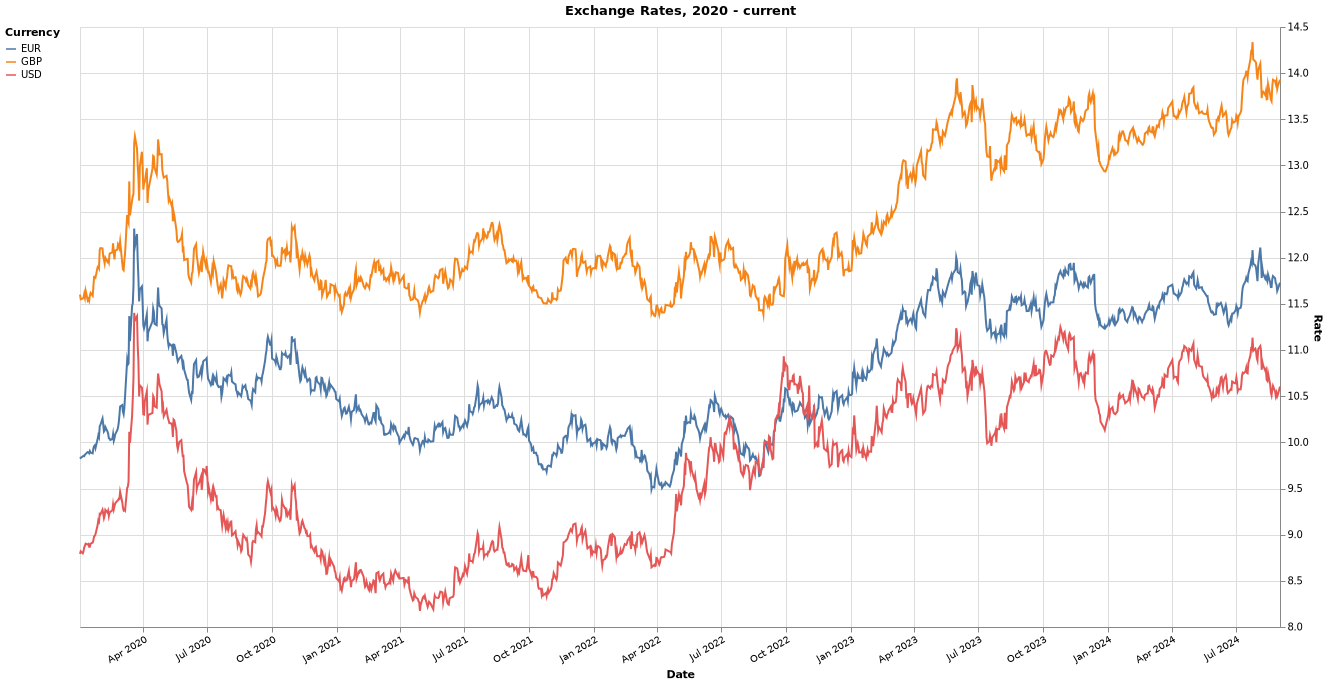 Exchange Rates, 2020 - current
Currency
EUR
GBP
USD
14.5
14.0
13.5
13.0
12.5
12.0
11.5
11.0
10.5
10.0
9.5
9.0
8.5
8.0
Rate
Apr 2020
Jul 2020
Oct 2020
Jan 2021
Apr 2021
Jul 2021
Oct 2021
Jan 2022
Apr 2022
Jul 2022
Oct 2022
Jan 2023
Apr 2023
Jul 2023
Oct 2023
Jan 2024
Apr 2024
Jul 2024
Date